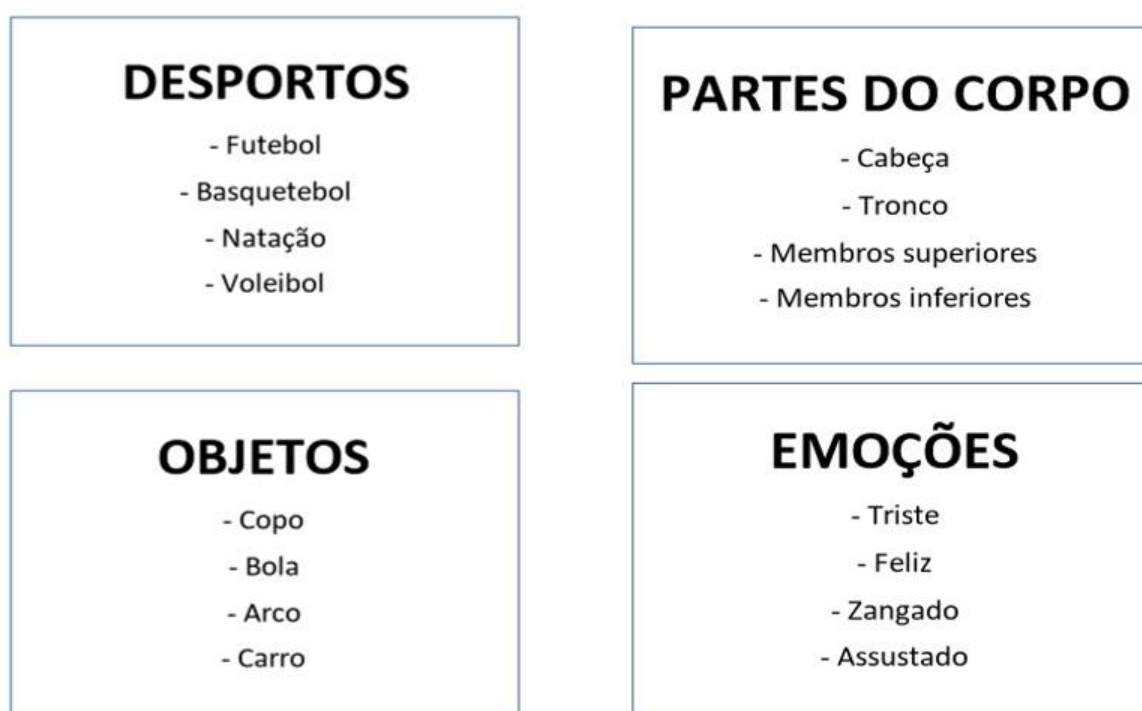 DESPORTOS
- Futebol
- Basquetebol
- Natação
- Voleibol
PARTES DO CORPO
- Cabeça
- Tronco
- Membros superiores
- Membros inferiores
OBJETOS
- Copo
- Bola
- Arco
- Carro
EMOÇÕES
- Triste
- Feliz
- Zangado
- Assustado